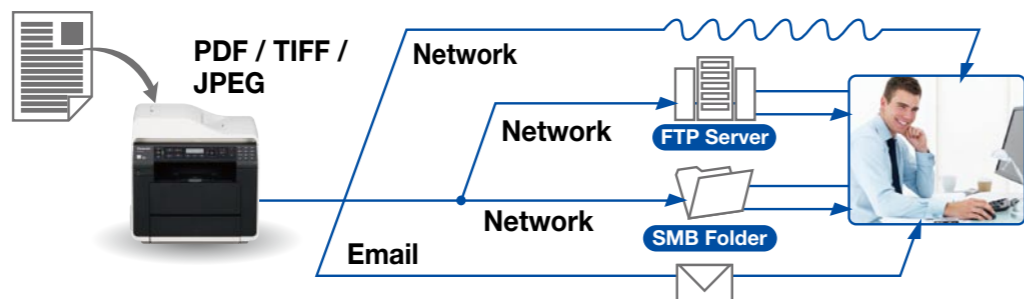 PDF / TIFF /
JPEG
Network
Network
FTP Server
Network
SMB Folder
Email